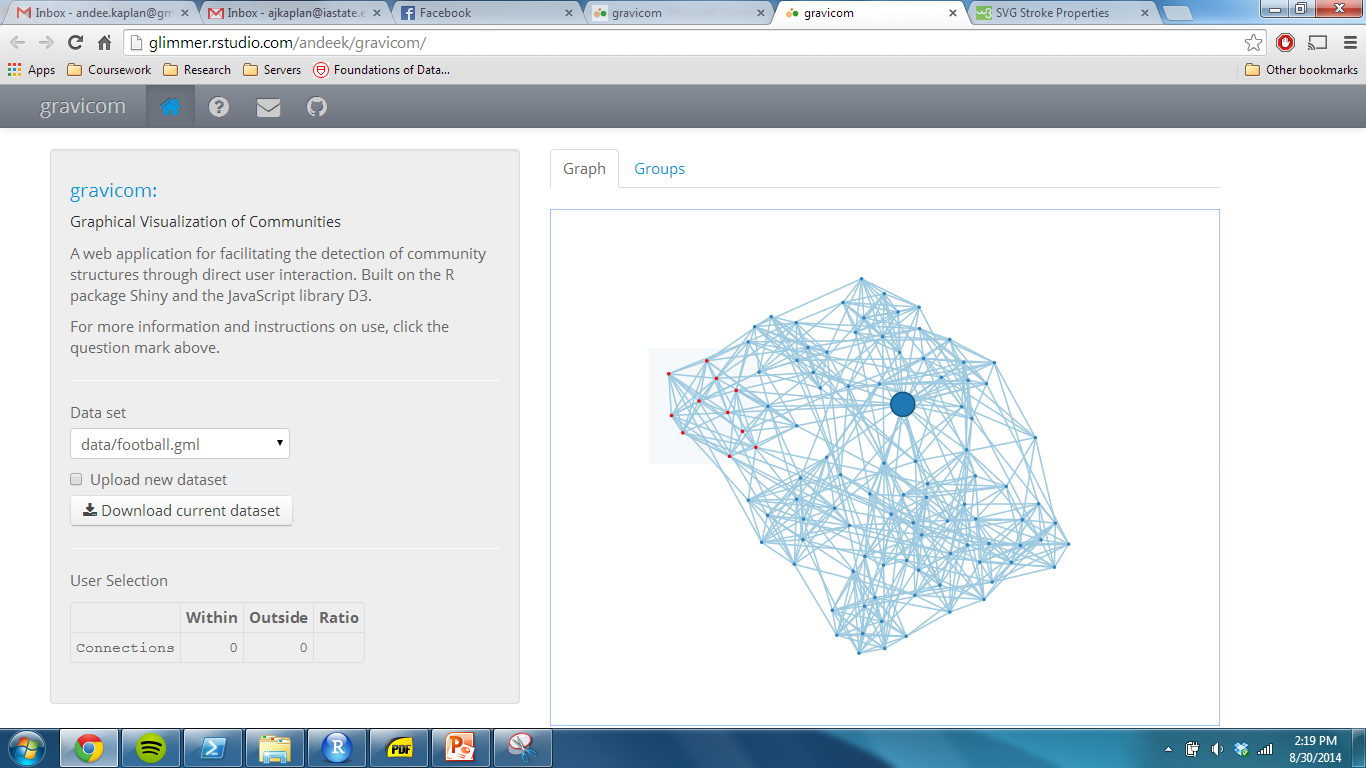 Inbox - andee.kaplan@gm
Inbox - ajkaplan@iastate.e
Facebook
gravicom
gravicom
SVG Stroke Properties
glimmer.rstudio.com/andeek/gravicom/
Apps
Coursework
Research
Servers
Foundations of Data...
Other bookmarks
gravicom
gravicom:
Graphical Visualization of Communities
A web application for facilitating the detection of community
structures through direct user interaction. Built on the R
package Shiny and the JavaScript library D3.
For more information and instructions on use, click the
question mark above.
Data set
data/football.gml
Upload new dataset
Download current dataset
User Selection
Within Outside Ratio
Connections 0 0
Graph
Groups
R
PDF
P
2:19 PM
8/30/2014